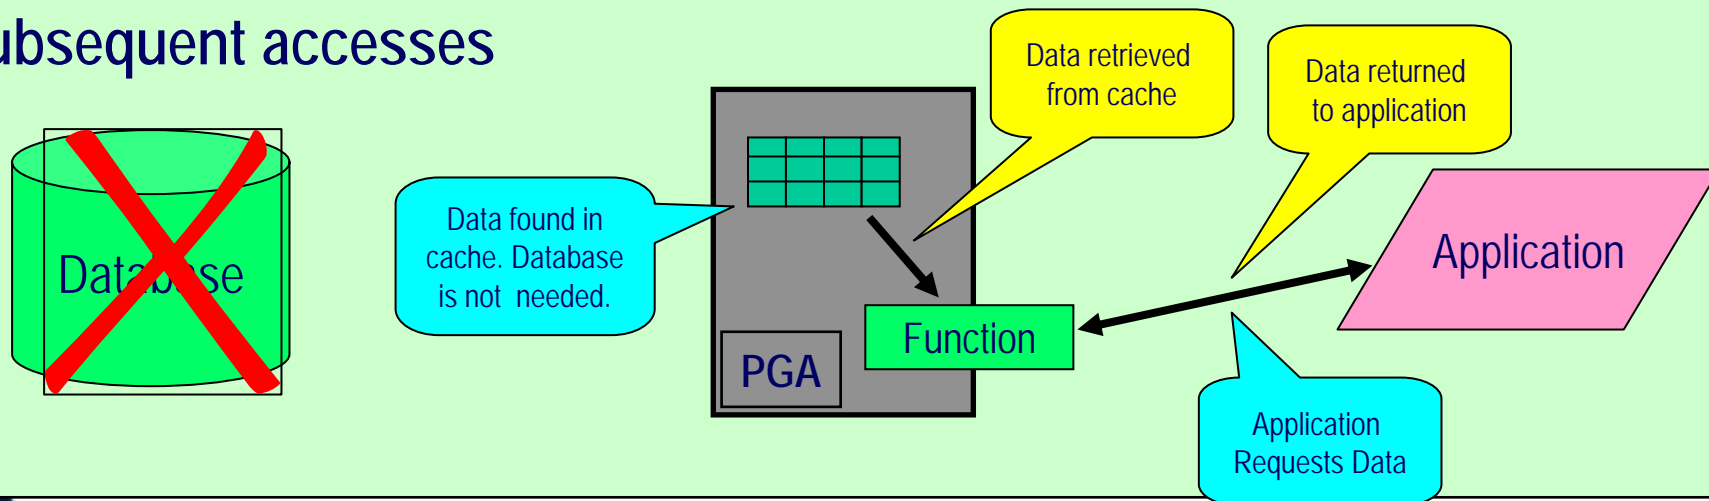 ubsequent accesses
Data retrieved
from cache
Data returned
to application
Data found in
cache. Database
is not needed.
Database
Application
Function
PGA
Application
Requests Data